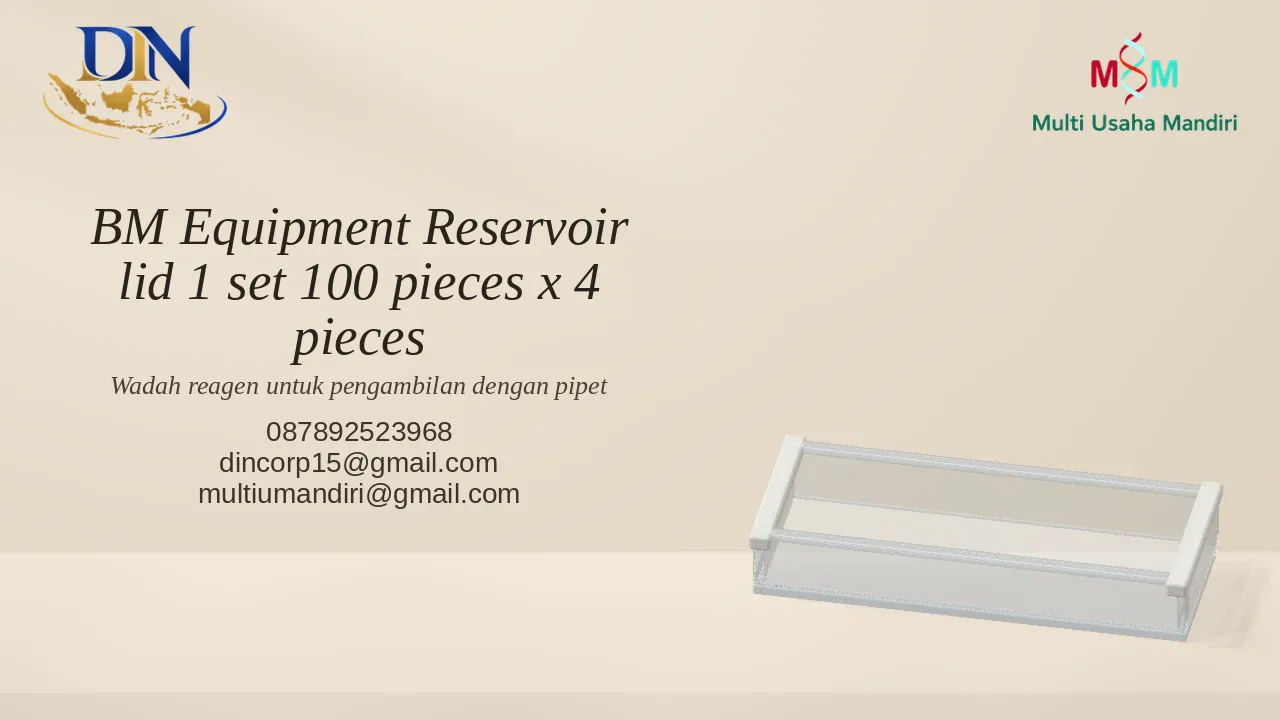 DN
M M
Multi Usaha Mandiri
BM Equipment Reservoir
lid 1 set 100 pieces x 4
pieces
Wadah reagen untuk pengambilan dengan pipet
087892523968
dincorp15@gmail.com
multiumandiri@gmail.com